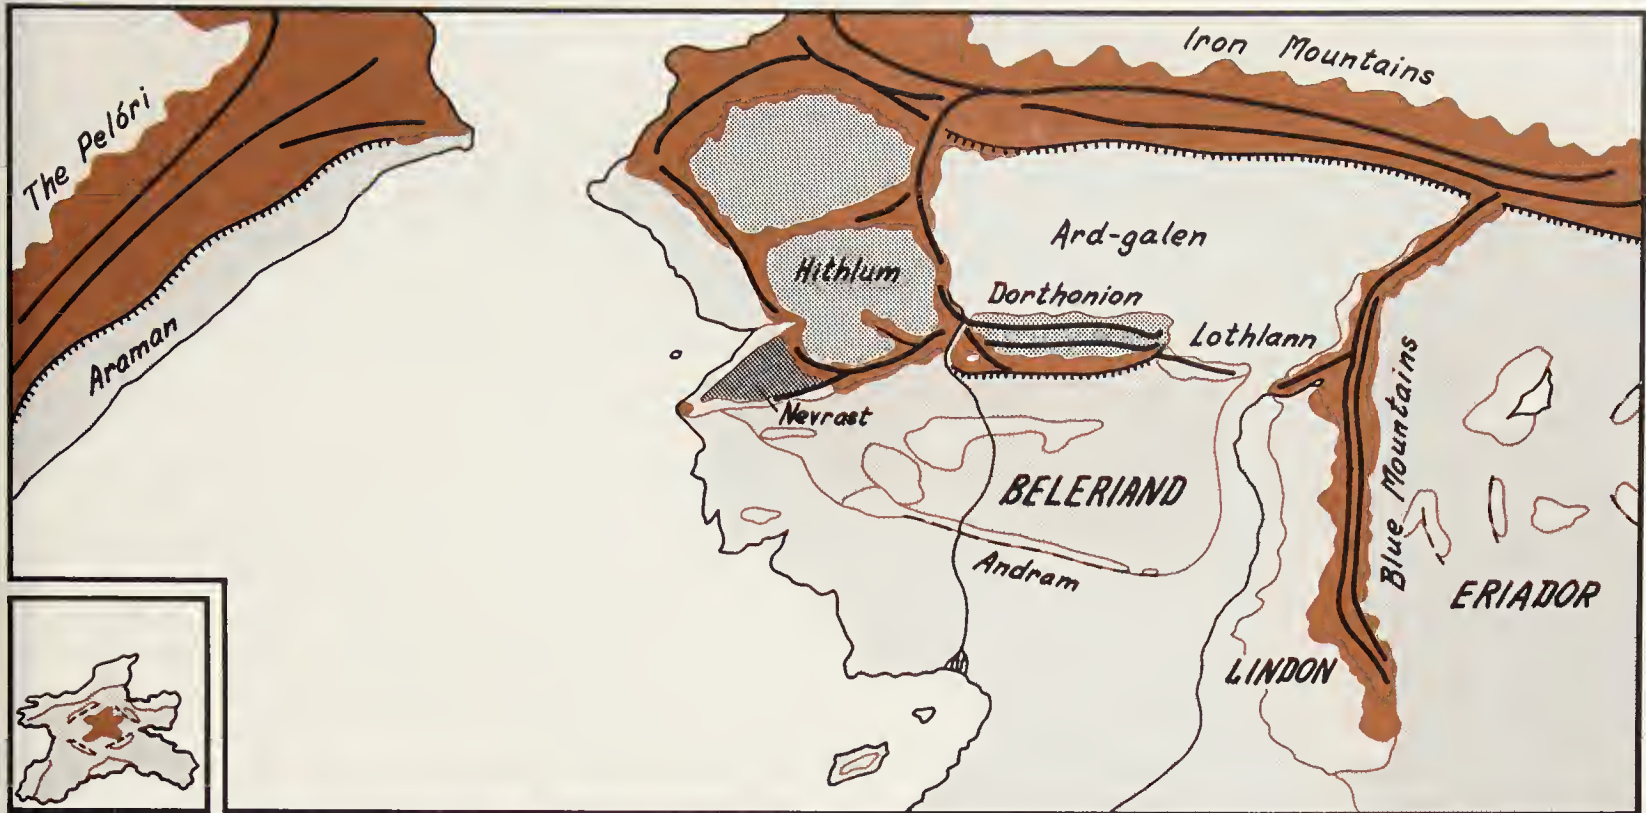 Iron Mountains
The Pelóri
Ard-galen
Hithlum
Dorthonion
Lothlann
Araman
Nevrast
Blue Mountains
BELERIAND
Andram
ERIADOR
LINDON